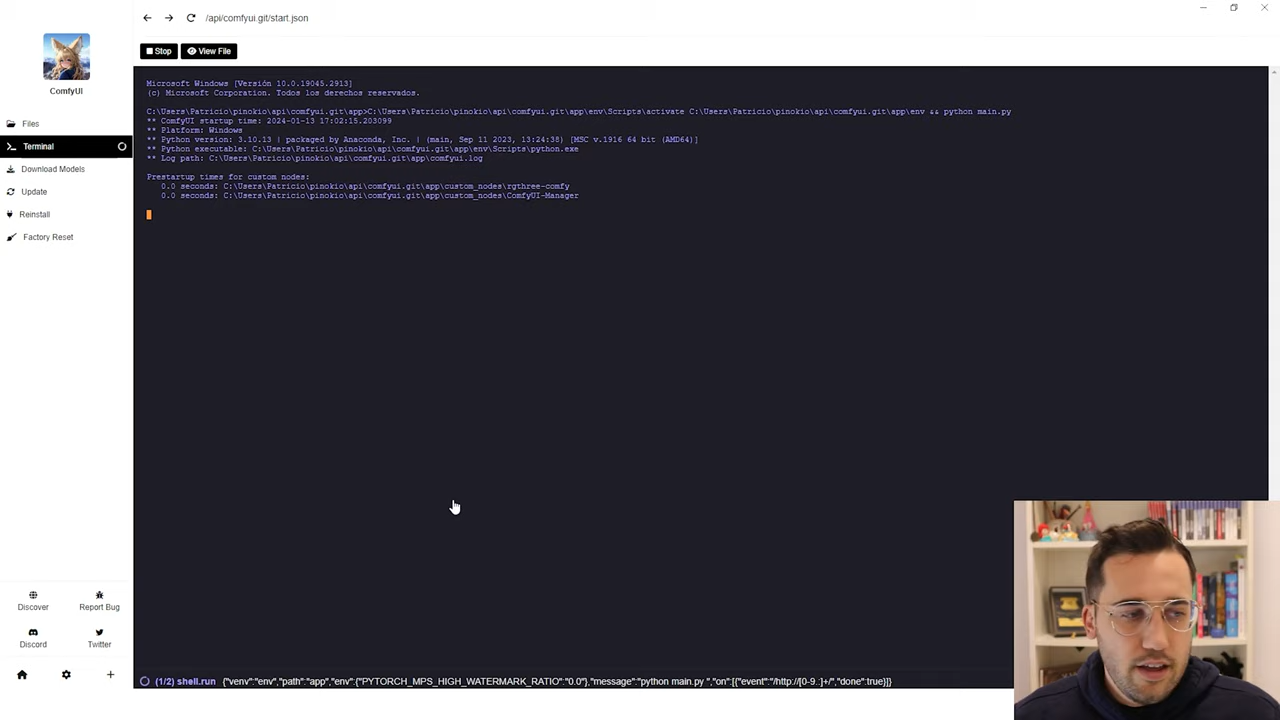 /api/comfyui.git/start.json
Stop
View File
ComfyUI
Files
Terminal
Download Models
Update
Reinstall
Factory Reset
Microsoft Windows [Versión 10.0.19045.2913]
(c) Microsoft Corporation. Todos los derechos reservados.
C:\Users\Patricio\pinokio\api\comfyui.git\app>C:\Users\Patricio\pinokio\api\comfyui.git\app\env\Scripts\activate C:\Users\Patricio\pinokio\api\comfyui.git\app\env && python main.py
** ComfyUI startup time: 2024-01-13 17:02:15.203099
** Platform: Windows
** Python version: 3.10.13 | packaged by Anaconda, Inc. | (main, Sep 11 2023, 13:24:38) [MSC v.1916 64 bit (AMD64)]
** Python executable: C:\Users\Patricio\pinokio\api\comfyui.git\app\env\Scripts\python.exe
** Log path: C:\Users\Patricio\pinokio\api\comfyui.git\app\comfyui.log
Prestartup times for custom nodes:
0.0 seconds: C:\Users\Patricio\pinokio\api\comfyui.git\app\custom_nodes\rgthree-comfy
0.0 seconds: C:\Users\Patricio\pinokio\api\comfyui.git\app\custom_nodes\ComfyUI-Manager
Discover
Report Bug
Discord
Twitter
(1/2) shell.run {"venv":"env","path":"app","env":{"PYTORCH_MPS_HIGH_WATERMARK_RATIO":"0.0"},"message":"python main.py ","on":[{"event":"/http://[0-9.:]+/","done":true}]}